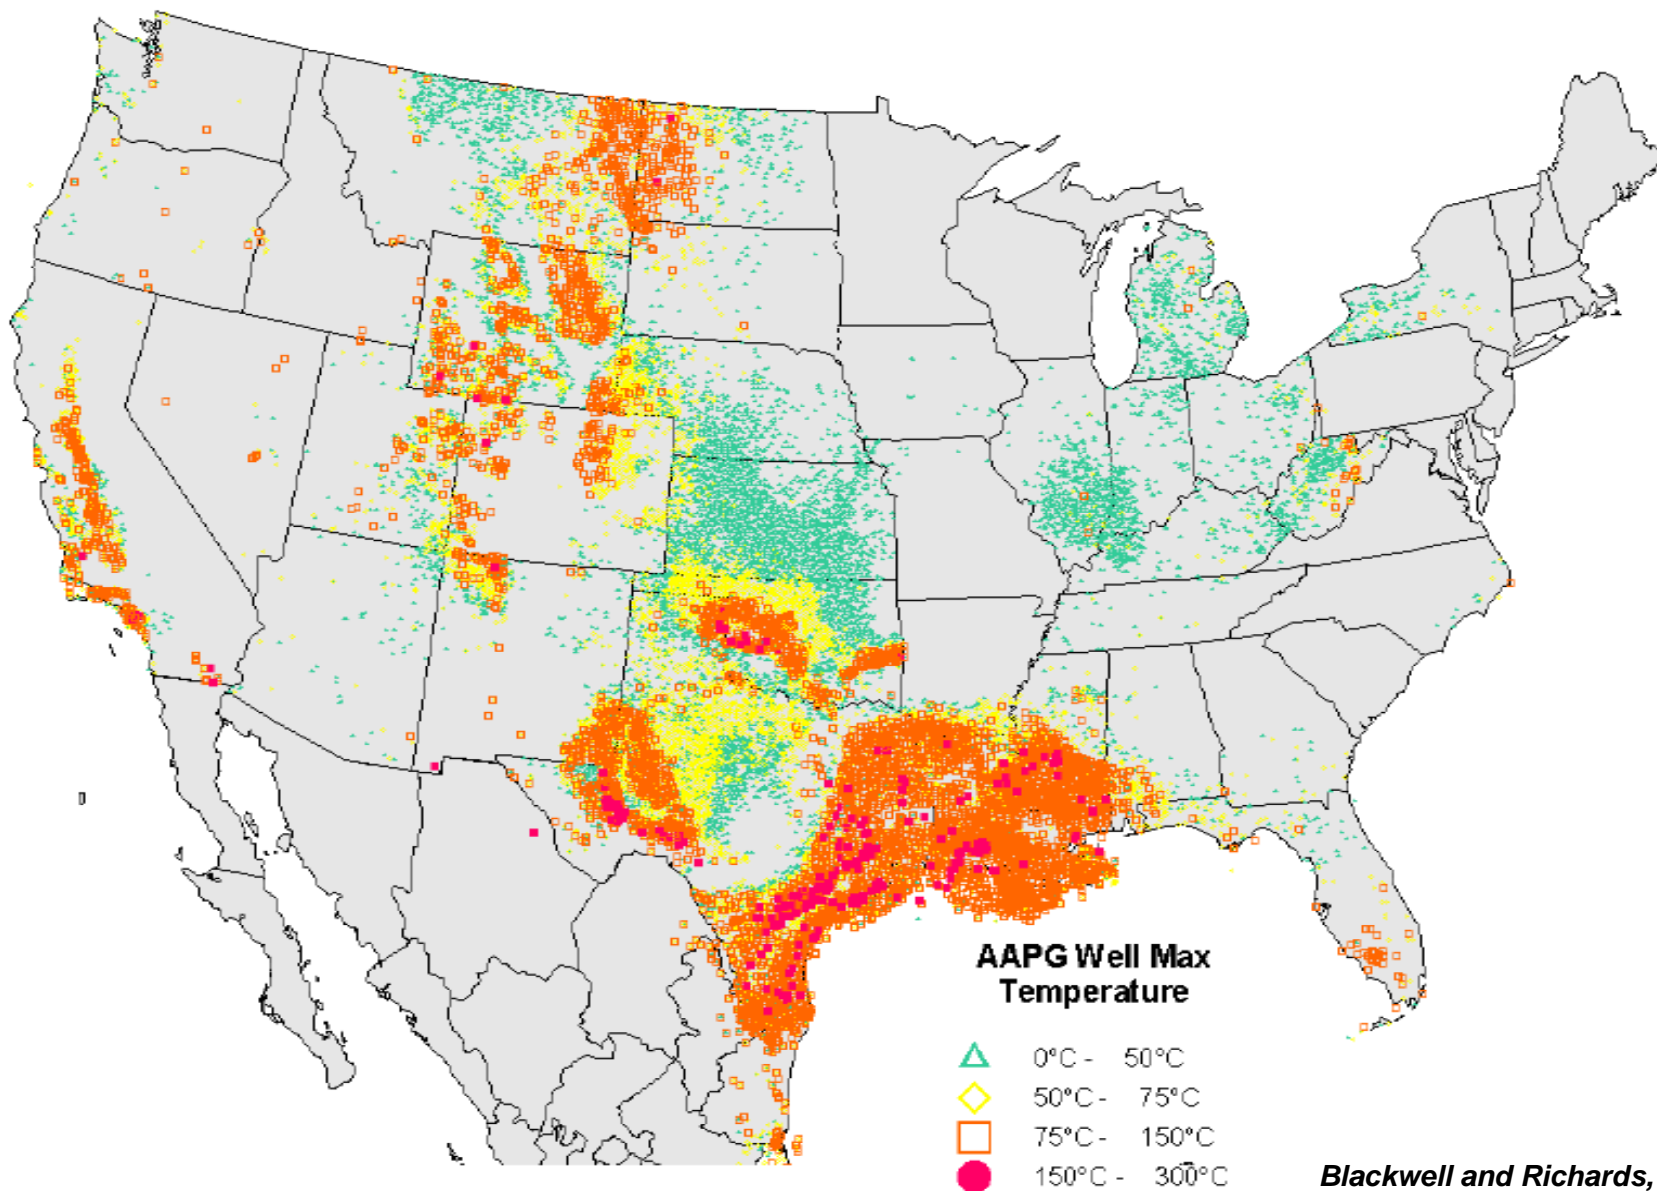 AAPG Well Max
Temperature
0°C - 50°C
50°C - 75°C
75°C - 150°C
150°C - 300°C
Blackwell and Richards,